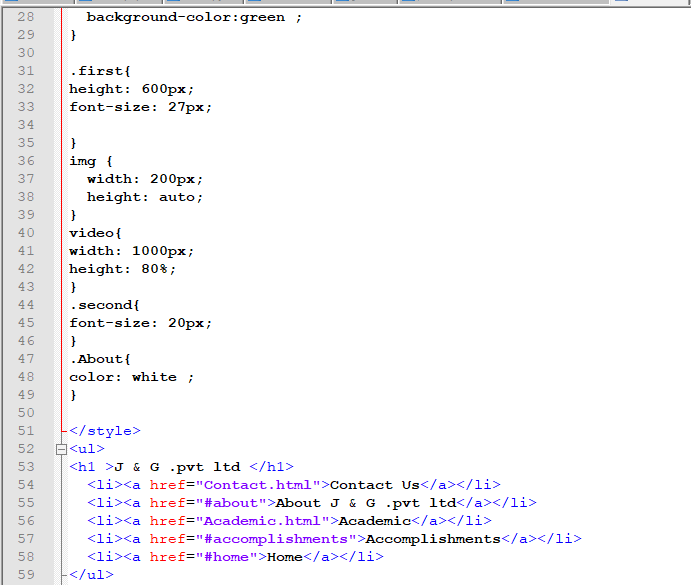 28 background-color:green ;
29 }
30
31 .first{
32 height: 600px;
33 font-size: 27px;
34
35 }
36 img {
37 width: 200px;
38 height: auto;
39 }
40 video{
41 width: 1000px;
42 height: 80%;
43 }
44 .second{
45 font-size: 20px;
46 }
47 .About{
48 color: white ;
49 }
50
51 </style>
52 <ul>
53 <h1 >J & G .pvt ltd </h1>
54 <li><a href="Contact.html">Contact Us</a></li>
55 <li><a href="#about">About J & G .pvt ltd</a></li>
56 <li><a href="Academic.html">Academic</a></li>
57 <li><a href="#accomplishments">Accomplishments</a></li>
58 <li><a href="#home">Home</a></li>
59 </ul>